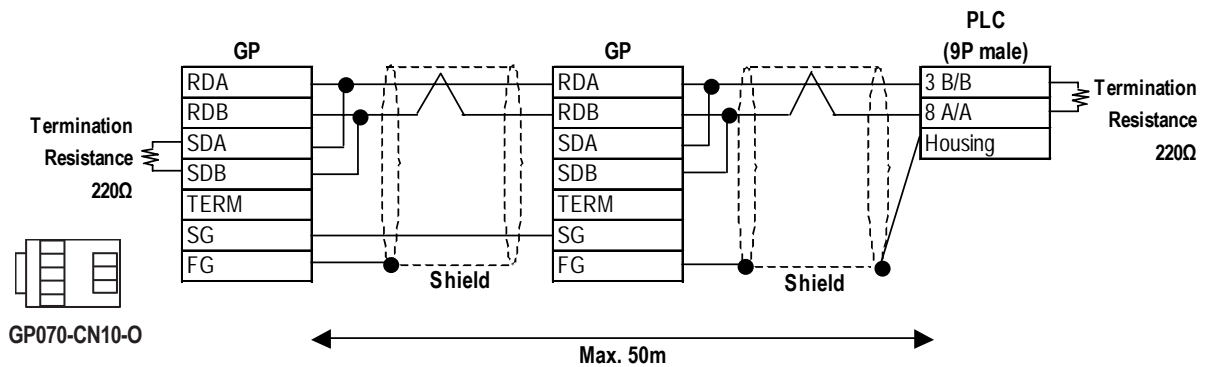 PLC
(9P male)
GP
RDA
RDB
SDA
SDB
TERM
SG
FG
Termination
Resistance
220Ω
GP070-CN10-O
Shield
GP
RDA
RDB
SDA
SDB
TERM
SG
FG
Shield
3 B/B
8 A/A
Housing
Termination
Resistance
220Ω
Max. 50m